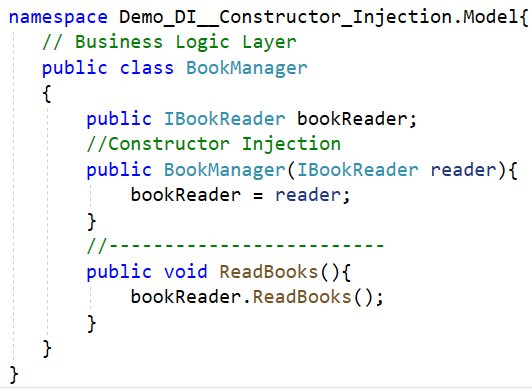 namespace Demo_DI__Constructor_Injection.Model{
// Business Logic Layer
public class BookManager
{
public IBookReader bookReader;
//Constructor Injection
public BookManager(IBookReader reader){
bookReader = reader;
}
//-------------------------
public void ReadBooks(){
bookReader.ReadBooks();
}
}
}